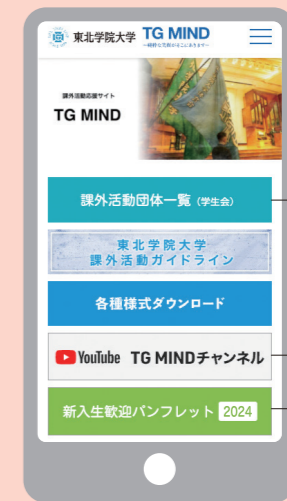 東北学院大学 TG MIND
課外活動応援サイト
TG MIND
課外活動団体一覧（学生会）
東北学院大学
課外活動ガイドライン
各種様式ダウンロード
YouTube TG MINDチャンネル
新入生歓迎パンフレット 2024